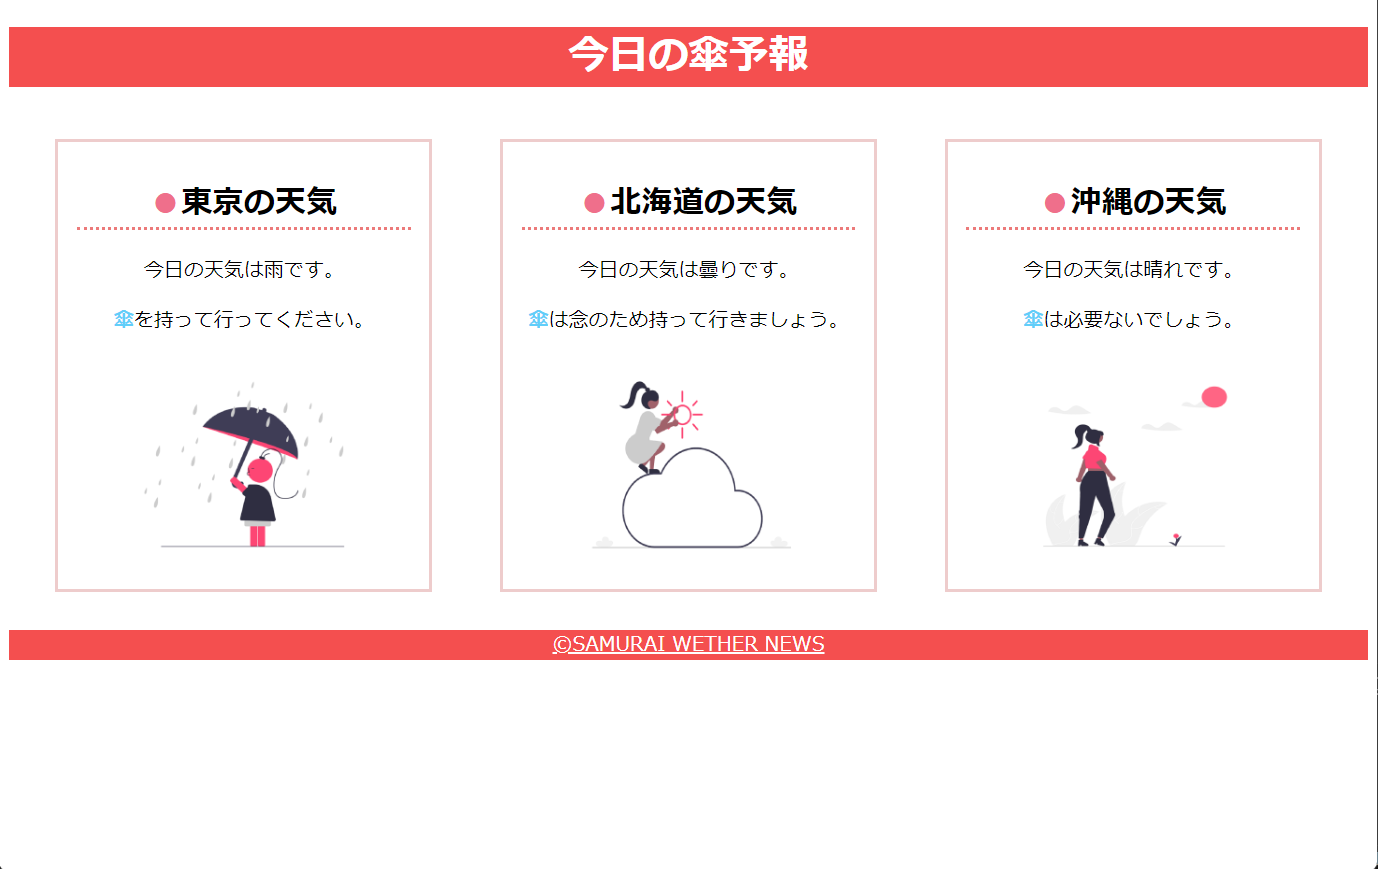 今日の傘予報
●東京の天気
今日の天気は雨です。
傘を持って行ってください。
●北海道の天気
今日の天気は曇りです。
傘は念のため持って行きましょう。
●沖縄の天気
今日の天気は晴れです。
傘は必要ないでしょう。
©SAMURAI WETHER NEWS